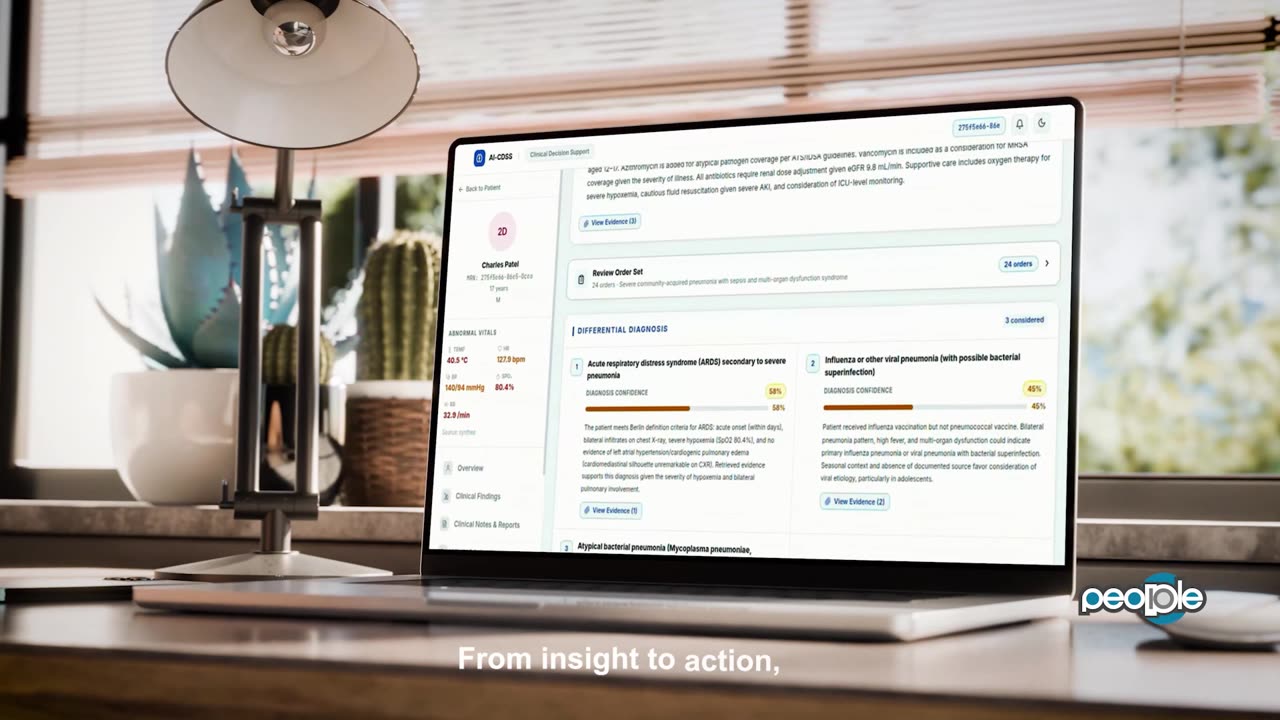 275f5e66-86e
AI-CDSS
Clinical Decision Support
aged 12-17. Azithromycin is added for atypical pathogen coverage per ATS/IDSA guidelines. Vancomycin is included as a consideration for MRSA
coverage given the severity of illness. All antibiotics require renal dose adjustment given eGFR 9.8 mL/min. Supportive care includes oxygen therapy for
severe hypoxemia, cautious fluid resuscitation given severe AKI, and consideration of ICU-level monitoring.
View Evidence (3)
← Back to Patient
2D
Charles Patel
17 years
M
ABNORMAL VITALS
TEMP
HR
40.5 °C
127.9 bpm
BP
SPO₂
140/94 mmHg
80.4%
RR
32.9 /min
Overview
Clinical Findings
Clinical Notes & Reports
Review Order Set
24 orders · Severe community-acquired pneumonia with sepsis and multi-organ dysfunction syndrome
24 orders
DIFFERENTIAL DIAGNOSIS
3 considered
1
Acute respiratory distress syndrome (ARDS) secondary to severe
pneumonia
DIAGNOSIS CONFIDENCE
58%
58%
The patient meets Berlin definition criteria for ARDS: acute onset (within days),
bilateral infiltrates on chest X-ray, severe hypoxemia (SpO2 80.4%), and no
evidence of left atrial hypertension/cardiogenic pulmonary edema
(cardiomediastinal silhouette unremarkable on CXR). Retrieved evidence
supports this diagnosis given the severity of hypoxemia and bilateral
pulmonary involvement.
View Evidence (1)
2
Influenza or other viral pneumonia (with possible bacterial
superinfection)
DIAGNOSIS CONFIDENCE
45%
45%
Patient received influenza vaccination but not pneumococcal vaccine. Bilateral
pneumonia pattern, high fever, and multi-organ dysfunction could indicate
primary influenza pneumonia or viral pneumonia with bacterial superinfection.
Seasonal context and absence of documented source favor consideration of
viral etiology, particularly in adolescents.
View Evidence (2)
3
Atypical bacterial pneumonia (Mycoplasma pneumoniae,
people
From insight to action,